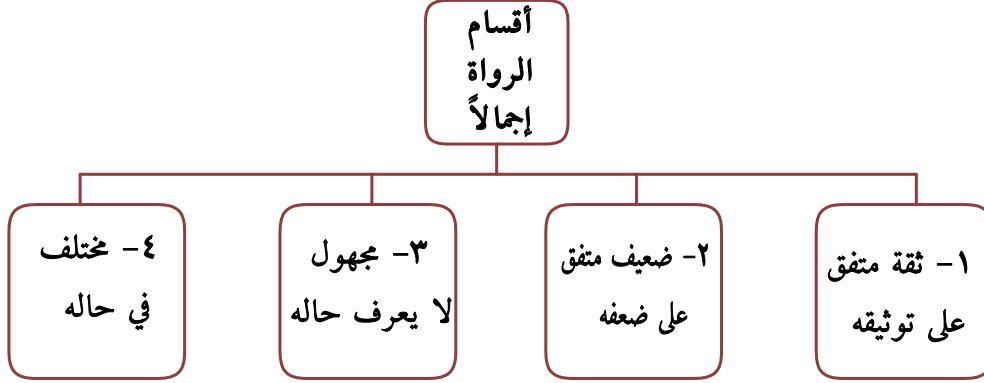 أقسام
الرواة
إجمالاً
١- ثقة متفق
على توثيقه
٢- ضعيف متفق
على ضعفه
٣- مجهول
لا يعرف حاله
٤- مختلف
في حاله